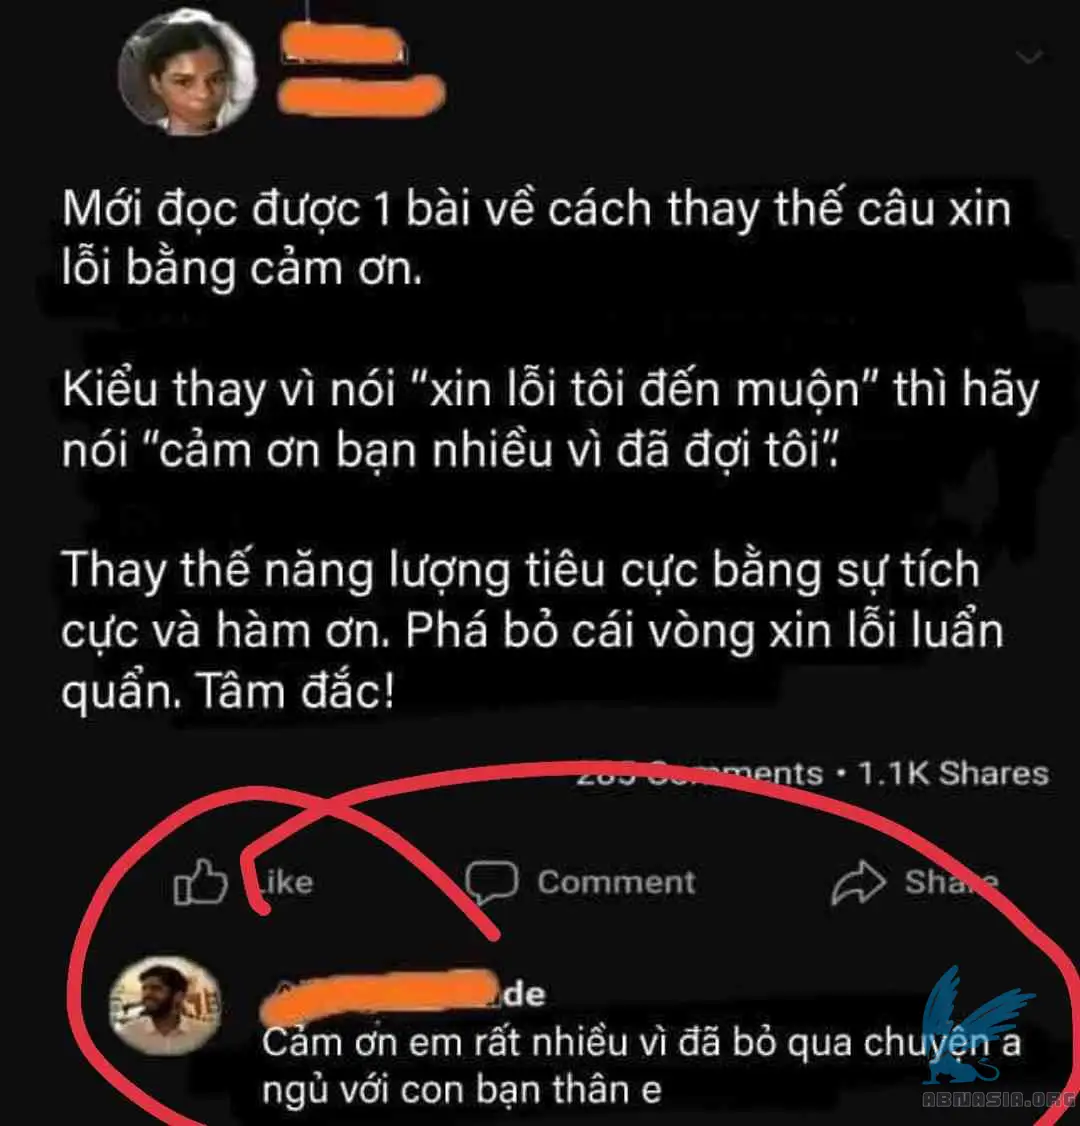 Mới đọc được 1 bài về cách thay thế câu xin
lỗi bằng cảm ơn.
Kiểu thay vì nói "xin lỗi tôi đến muộn" thì hãy
nói "cảm ơn bạn nhiều vì đã đợi tôi".
Thay thế năng lượng tiêu cực bằng sự tích
cực và hàm ơn. Phá bỏ cái vòng xin lỗi luẩn
quẩn. Tâm đắc!
Comments • 1.1K Shares
Like Comment Share
de
Cảm ơn em rất nhiều vì đã bỏ qua chuyện a
ngủ với con bạn thân e
ABNASIA.ORG